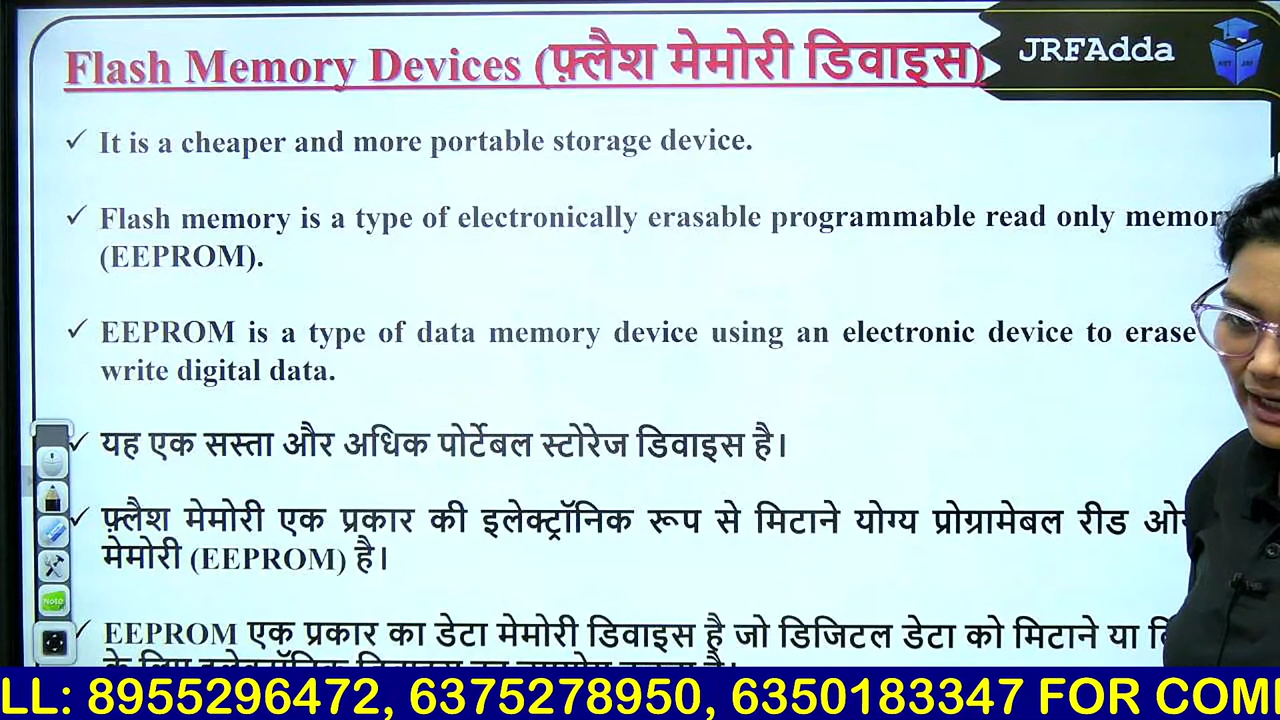 Flash Memory Devices (फ़्लैश मेमोरी डिवाइस)
JRFAdda
✓ It is a cheaper and more portable storage device.
✓ Flash memory is a type of electronically erasable programmable read only memory
(EEPROM).
✓ EEPROM is a type of data memory device using an electronic device to erase
write digital data.
✓ यह एक सस्ता और अधिक पोर्टेबल स्टोरेज डिवाइस है।
✓ फ़्लैश मेमोरी एक प्रकार की इलेक्ट्रॉनिक रूप से मिटाने योग्य प्रोग्रामेबल रीड
मेमोरी (EEPROM) है।
✓ EEPROM एक प्रकार का डेटा मेमोरी डिवाइस है जो डिजिटल डेटा को मिटाने या
Note
LL: 8955296472, 6375278950, 6350183347 FOR COM